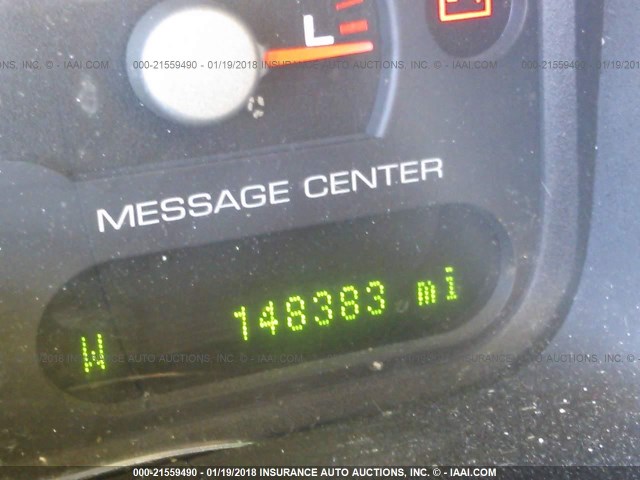 L
000-21559490 - 01/19/2018 INSURANCE AUTO AUCTIONS, INC. - © IAAI.COM
MESSAGE CENTER
148383 mi
W
000-21559490 - 01/19/2018 INSURANCE AUTO AUCTIONS, INC. - © IAAI.COM